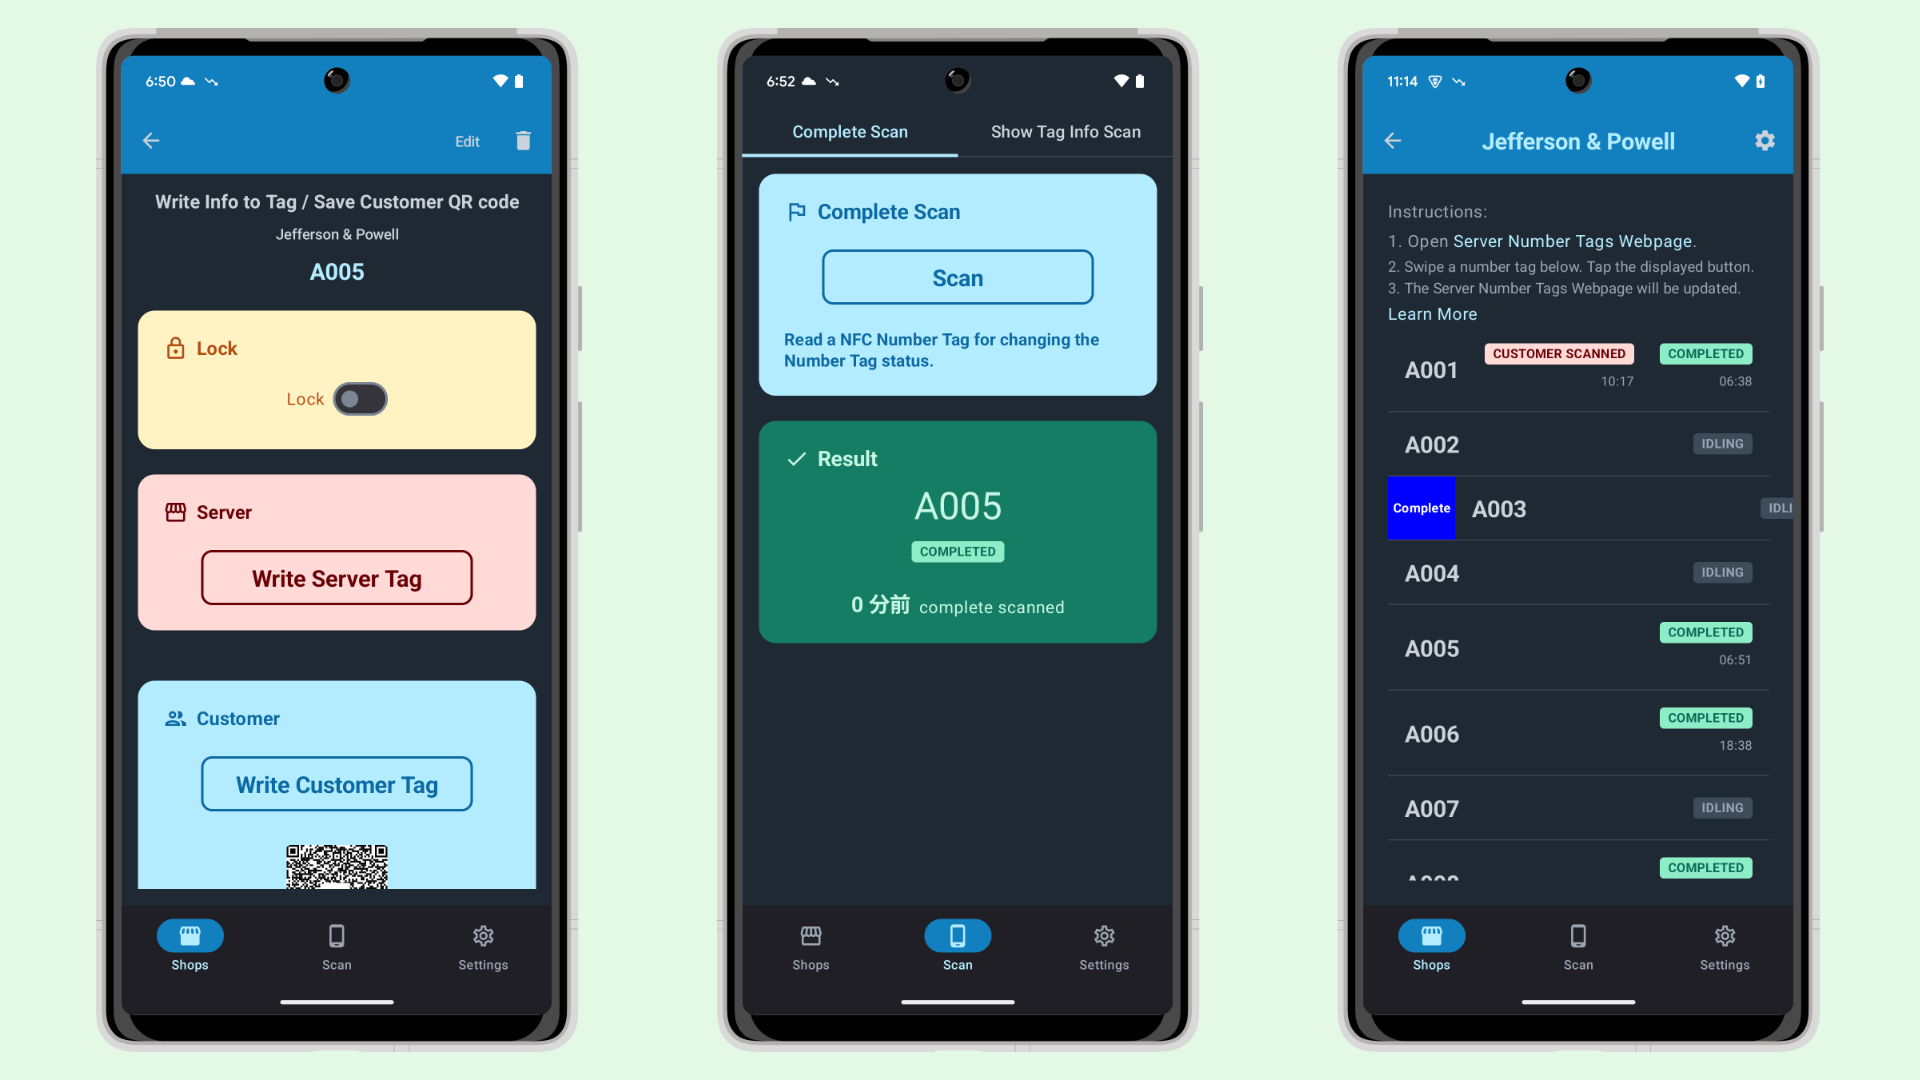 6:50
Edit
Write Info to Tag / Save Customer QR code
Jefferson & Powell
A005
Lock
Lock
Server
Write Server Tag
Customer
Write Customer Tag
Shops
Scan
Settings
6:52
Complete Scan
Show Tag Info Scan
Complete Scan
Scan
Read a NFC Number Tag for changing the
Number Tag status.
Result
A005
COMPLETED
0 分前 complete scanned
Shops
Scan
Settings
11:14
Jefferson & Powell
Instructions:
1. Open Server Number Tags Webpage.
2. Swipe a number tag below. Tap the displayed button.
3. The Server Number Tags Webpage will be updated.
Learn More
A001
CUSTOMER SCANNED
10:17
COMPLETED
06:38
A002
IDLING
Complete
A003
IDLI
A004
IDLING
A005
COMPLETED
06:51
A006
COMPLETED
18:38
A007
IDLING
COMPLETED
Shops
Scan
Settings